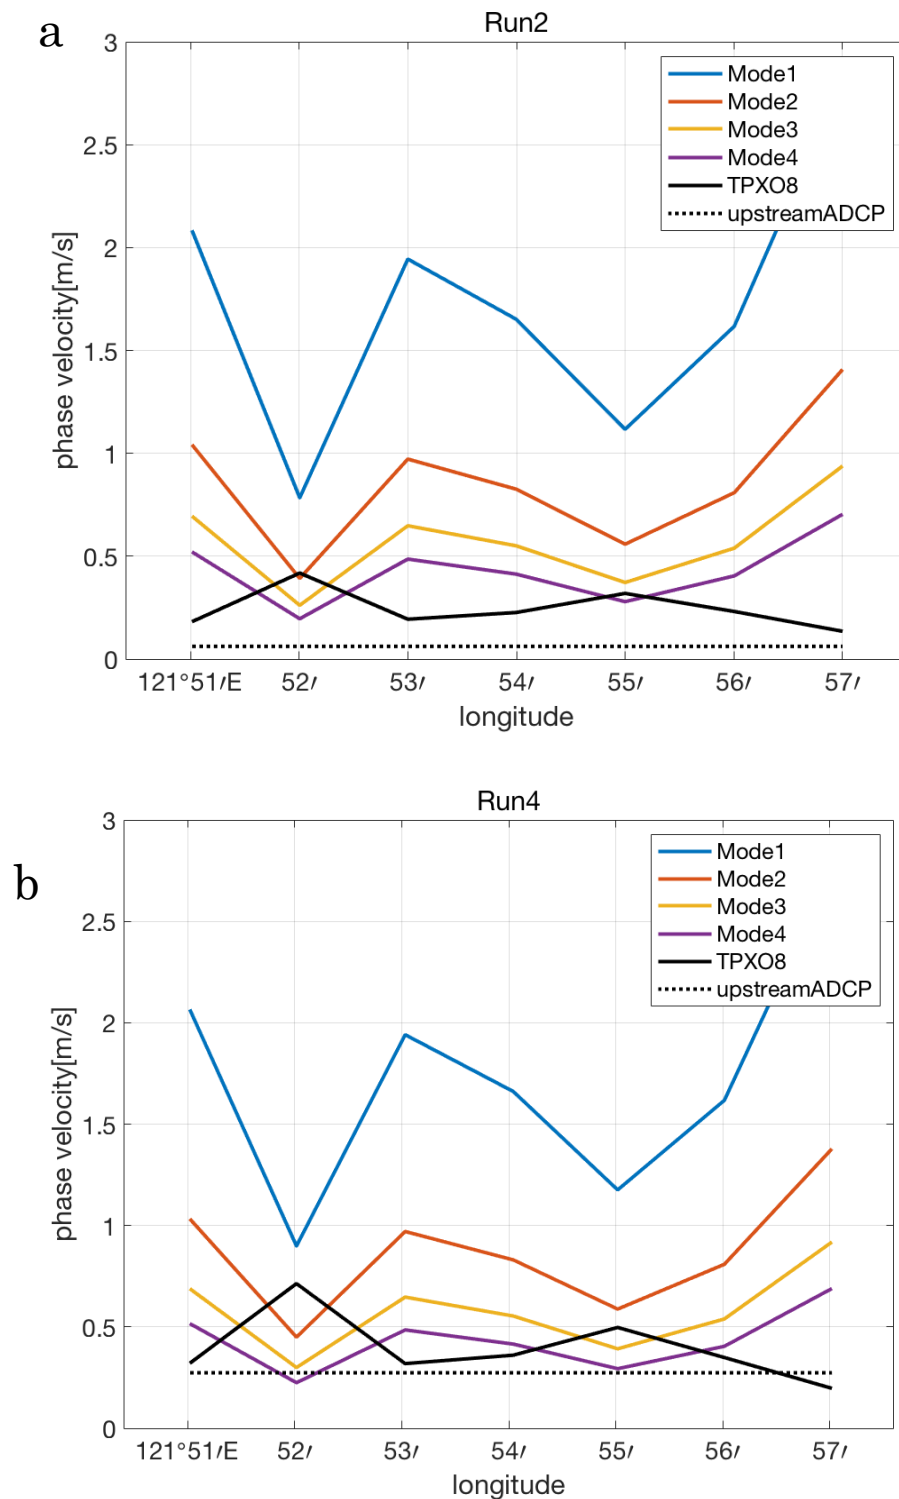 a
Run2
3
2.5
2
1.5
1
0.5
0
phase velocity[m/s]
Mode1
Mode2
Mode3
Mode4
TPXO8
upstreamADCP
121°51′E 52′ 53′ 54′ 55′ 56′ 57′
longitude
b
Run4
3
2.5
2
1.5
1
0.5
0
phase velocity[m/s]
Mode1
Mode2
Mode3
Mode4
TPXO8
upstreamADCP
121°51′E 52′ 53′ 54′ 55′ 56′ 57′
longitude